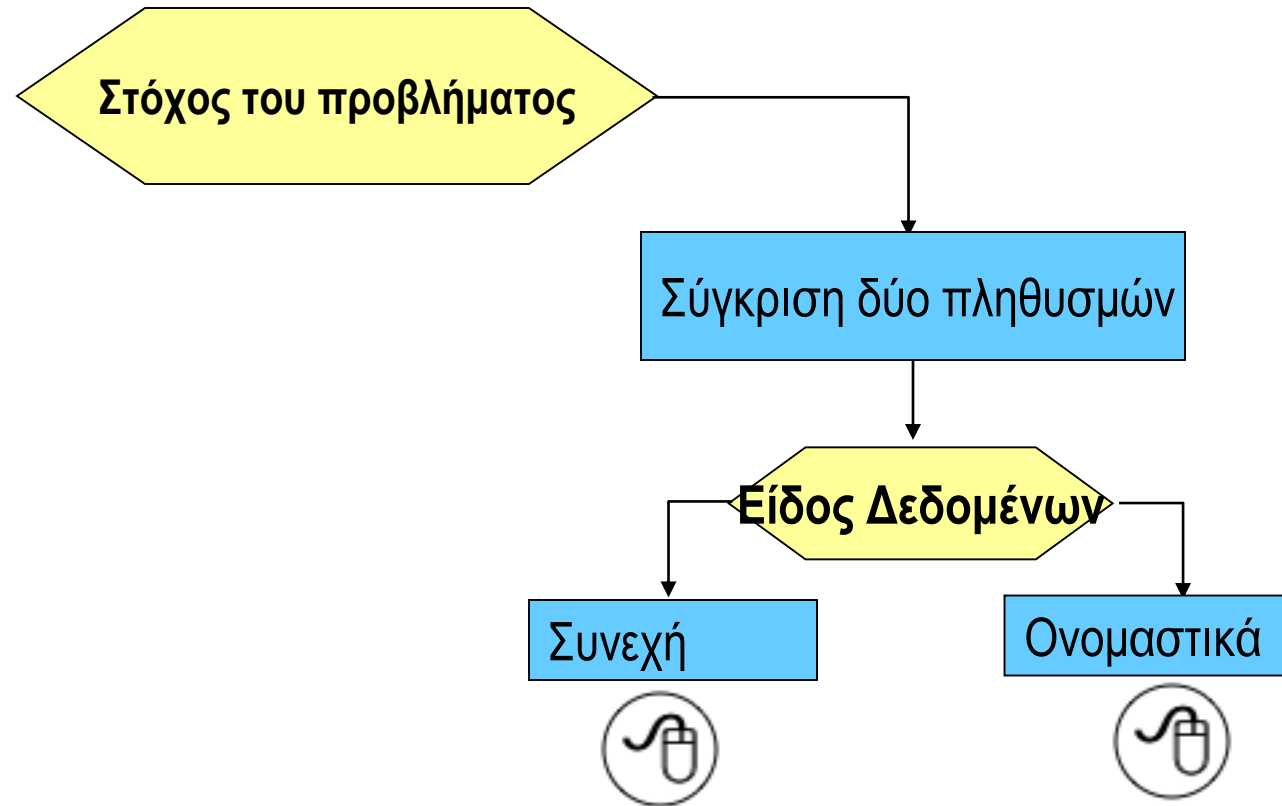 Στόχος του προβλήματος
Σύγκριση δύο πληθυσμών
Είδος Δεδομένων
Συνεχή
Ονομαστικά